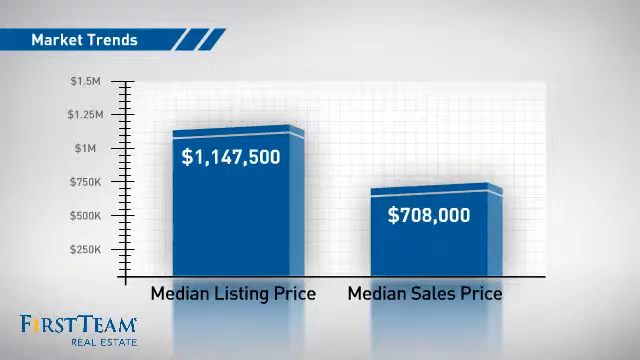 Market Trends
$1.5M
$1.25M
$1M
$750K
$500K
$250K
$1,147,500
$708,000
Median Listing Price
Median Sales Price
FIRSTTEAM®
REAL ESTATE